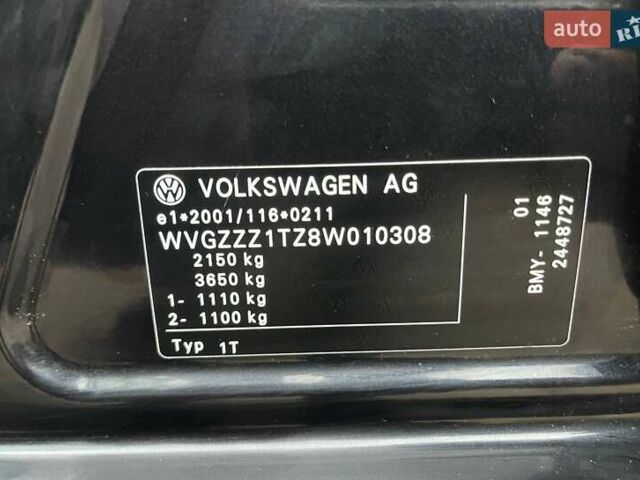 auto RI
VOLKSWAGEN AG
e1*2001/116*0211
WVGZZZ1TZ8W010308
2150 kg
3650 kg
1- 1110 kg
2- 1100 kg
Typ 1T
01
BMY- 1146
2448727